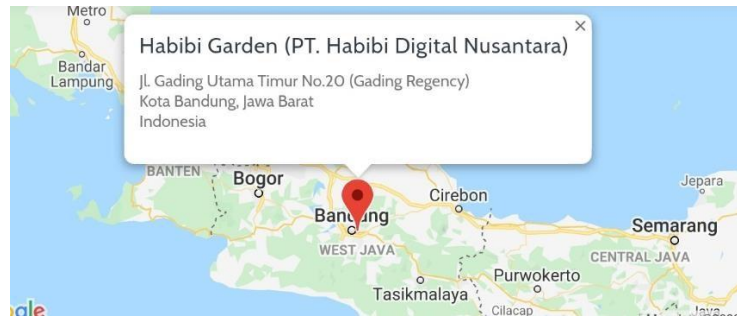 Metro
Bandar
Lampung
×
Habibi Garden (PT. Habibi Digital Nusantara)
Jl. Gading Utama Timur No.20 (Gading Regency)
Kota Bandung, Jawa Barat
Indonesia
BANTEN
Bogor
Cirebon
Jepara
Bandung
Semarang
WEST JAVA
CENTRAL JAVA
Purwokerto
Tasikmalaya
Cilacap